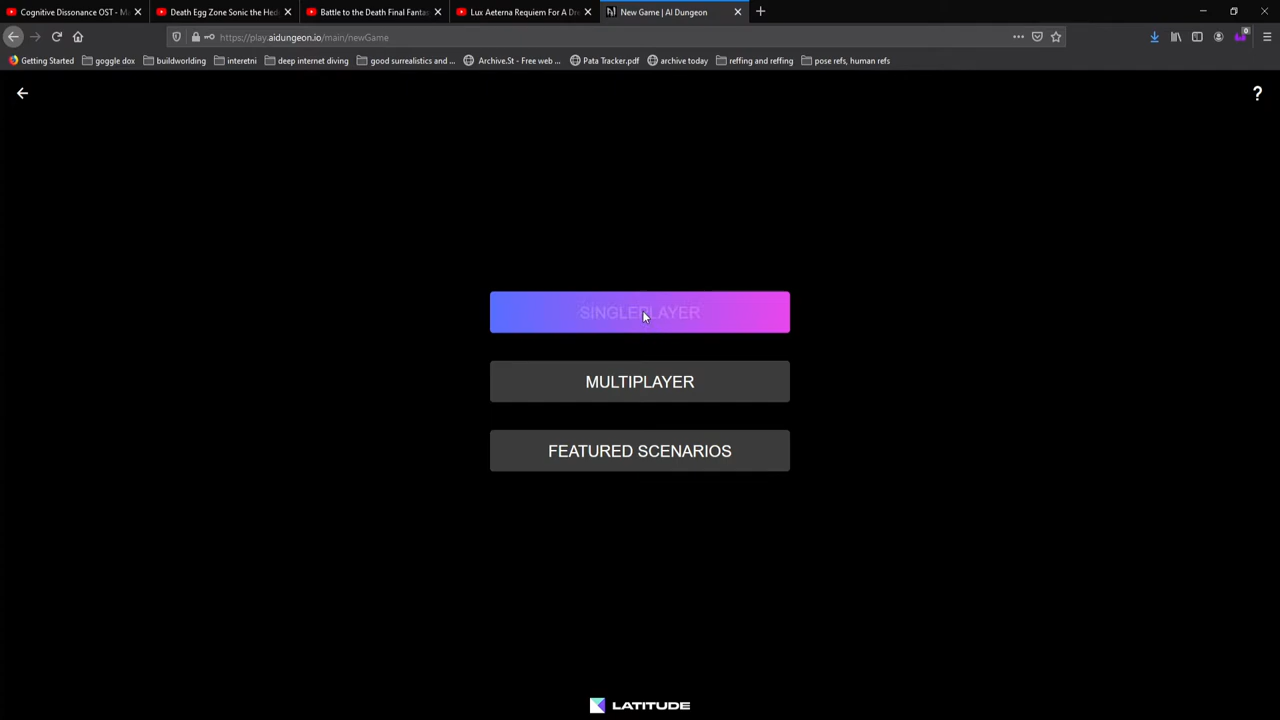 Cognitive Dissonance OST - M
Death Egg Zone Sonic the Hed
Battle to the Death Final Fantas
Lux Aeterna Requiem For A Dre
New Game | AI Dungeon
https://play.aidungeon.io/main/newGame
0
Getting Started
goggle dox
buildworlding
interetni
deep internet diving
good surrealistics and ...
Archive.St - Free web ...
Pata Tracker.pdf
archive today
reffing and reffing
pose refs, human refs
?
SINGLEPLAYER
MULTIPLAYER
FEATURED SCENARIOS
LATITUDE